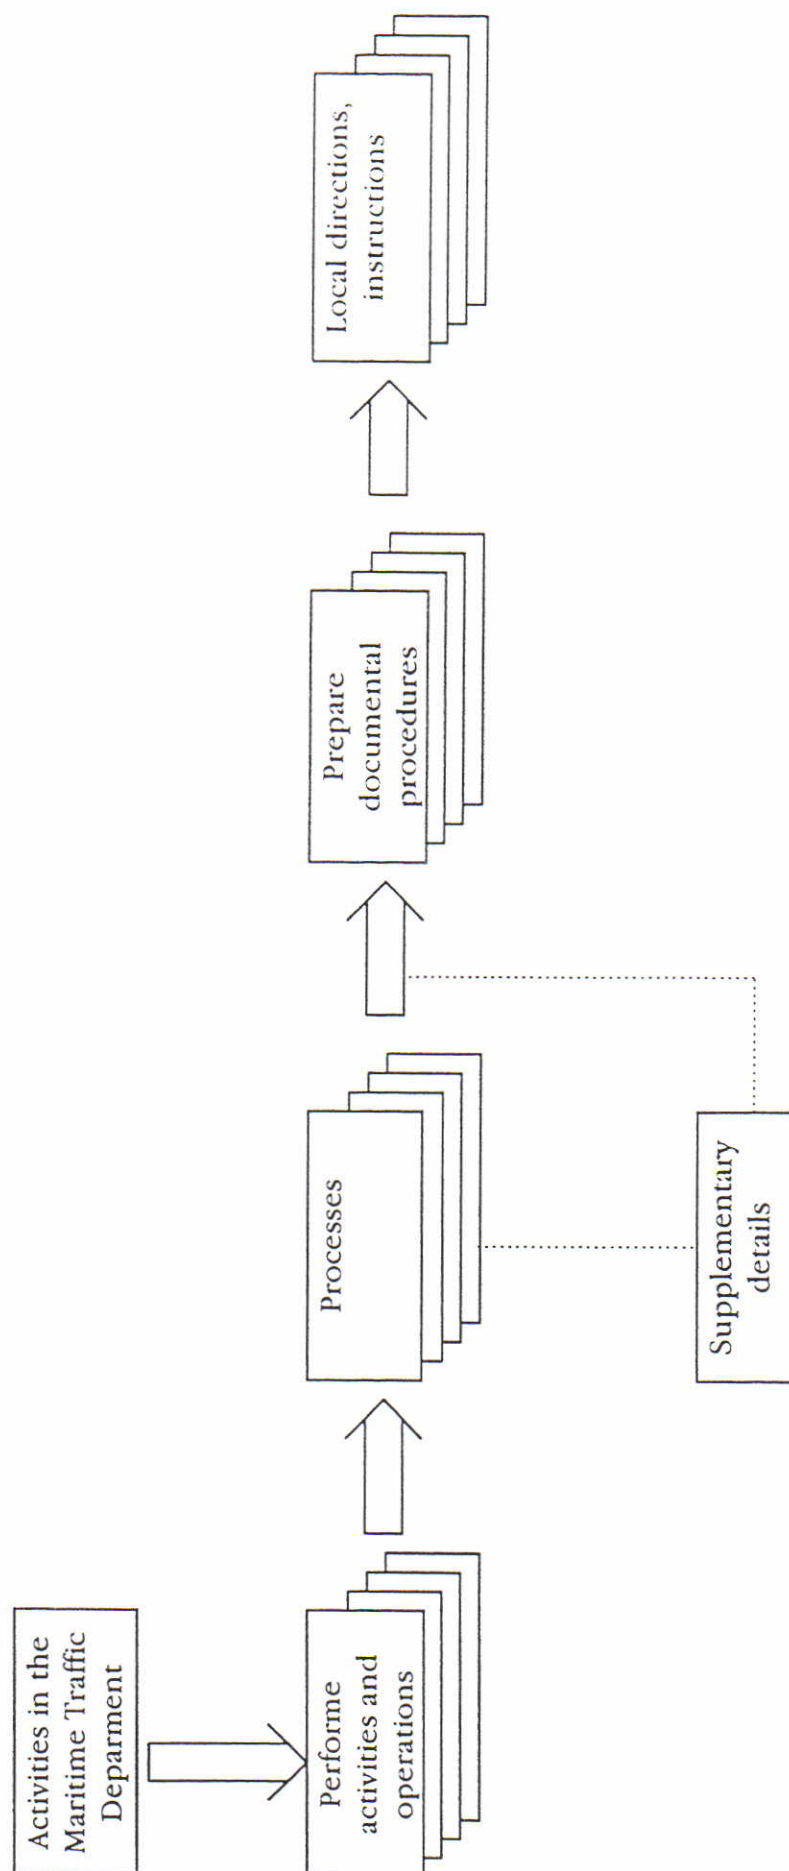 Activities in the
Maritime Traffic
Deparment
Performe
activities and
operations
Processes
Supplementary
details
Prepare
documental
procedures
Local directions,
instructions